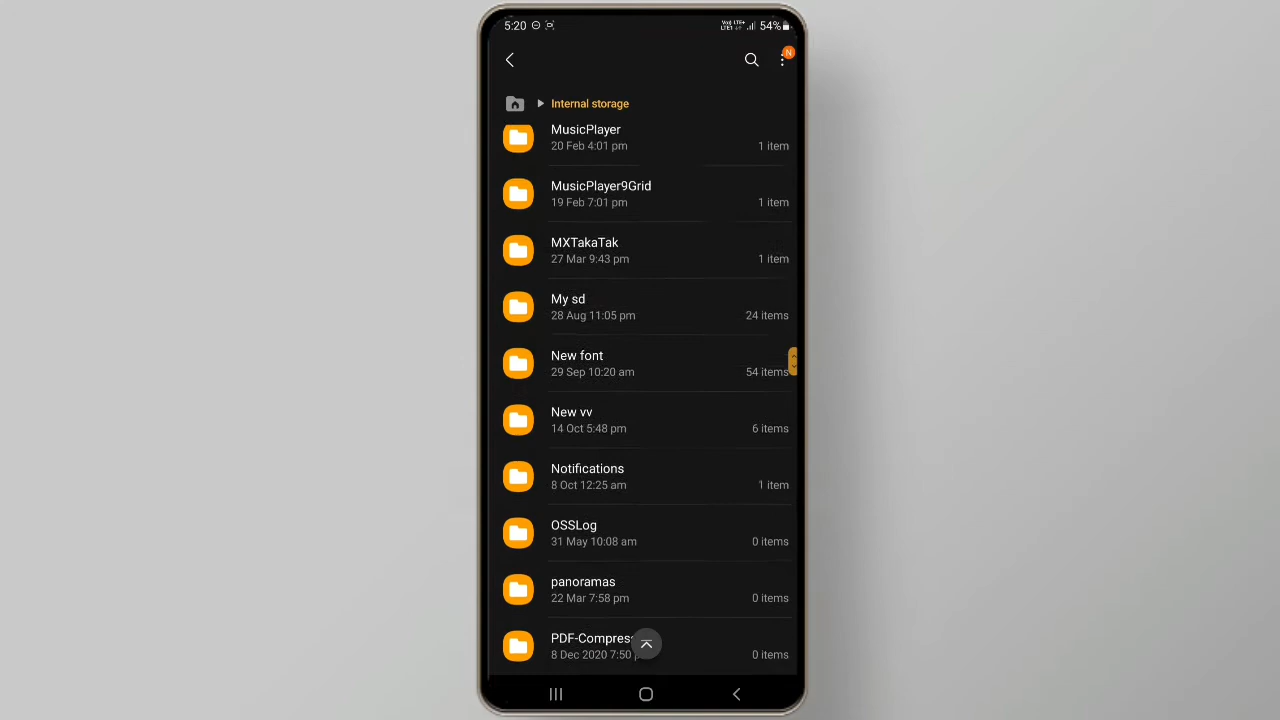 5:20
Vo) LTE+
LTE1
54%
N
Internal storage
MusicPlayer
20 Feb 4:01 pm
1 item
MusicPlayer9Grid
19 Feb 7:01 pm
1 item
MXTakaTak
27 Mar 9:43 pm
1 item
My sd
28 Aug 11:05 pm
24 items
New font
29 Sep 10:20 am
54 items
New vv
14 Oct 5:48 pm
6 items
Notifications
8 Oct 12:25 am
1 item
OSSLog
31 May 10:08 am
0 items
panoramas
22 Mar 7:58 pm
0 items
PDF-Compres
8 Dec 2020 7:50 p
0 items